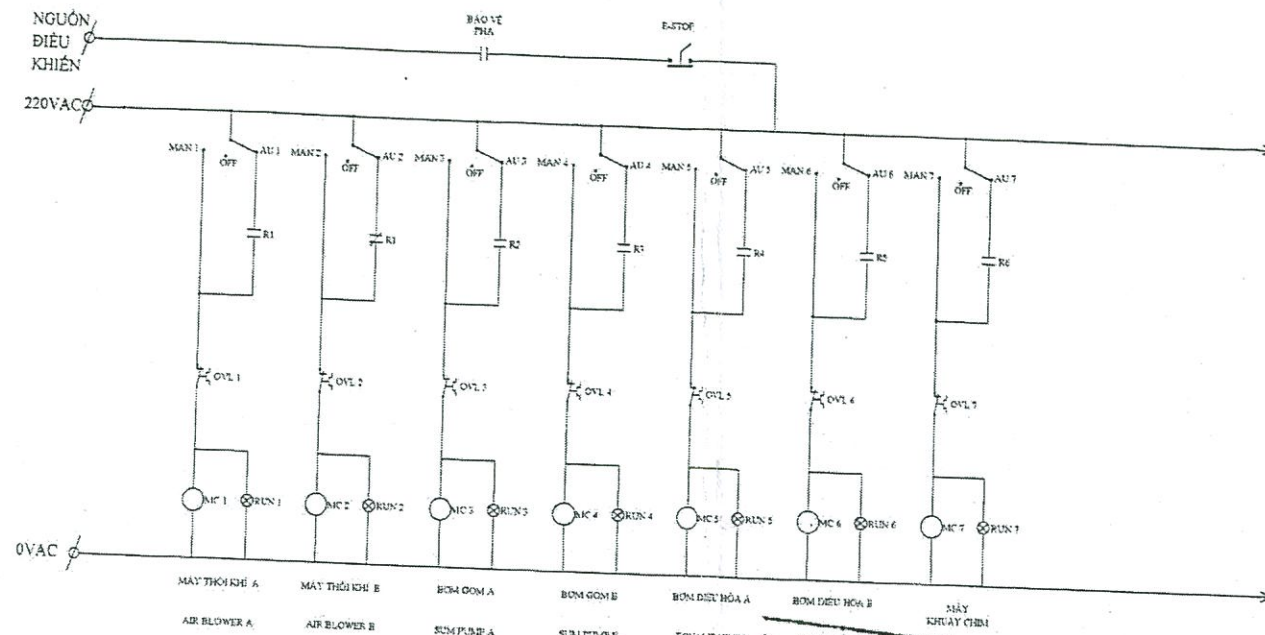 NGUỒN
ĐIỀU
KHIỂN
BẢO VỆ
PHA
E-STOP
220VAC
MAN 1
OFF
AU 1
MAN 2
OFF
AU 2
MAN 3
OFF
AU 3
MAN 4
OFF
AU 4
MAN 5
OFF
AU 5
MAN 6
OFF
AU 6
MAN 7
OFF
AU 7
R1
R1
R2
R3
R4
R5
R6
OVL 1
OVL 2
OVL 3
OVL 4
OVL 5
OVL 6
OVL 7
MC 1
RUN 1
MC 2
RUN 2
MC 3
RUN 3
MC 4
RUN 4
MC 5
RUN 5
MC 6
RUN 6
MC 7
RUN 7
0VAC
MÁY THỔI KHÍ A
MÁY THỔI KHÍ B
BƠM GOM A
BƠM GOM B
BƠM ĐIỀU HÒA A
BƠM ĐIỀU HÒA B
MÁY
KHUẤY CHÌM
AIR BLOWER A
AIR BLOWER B
SUM PUMP A